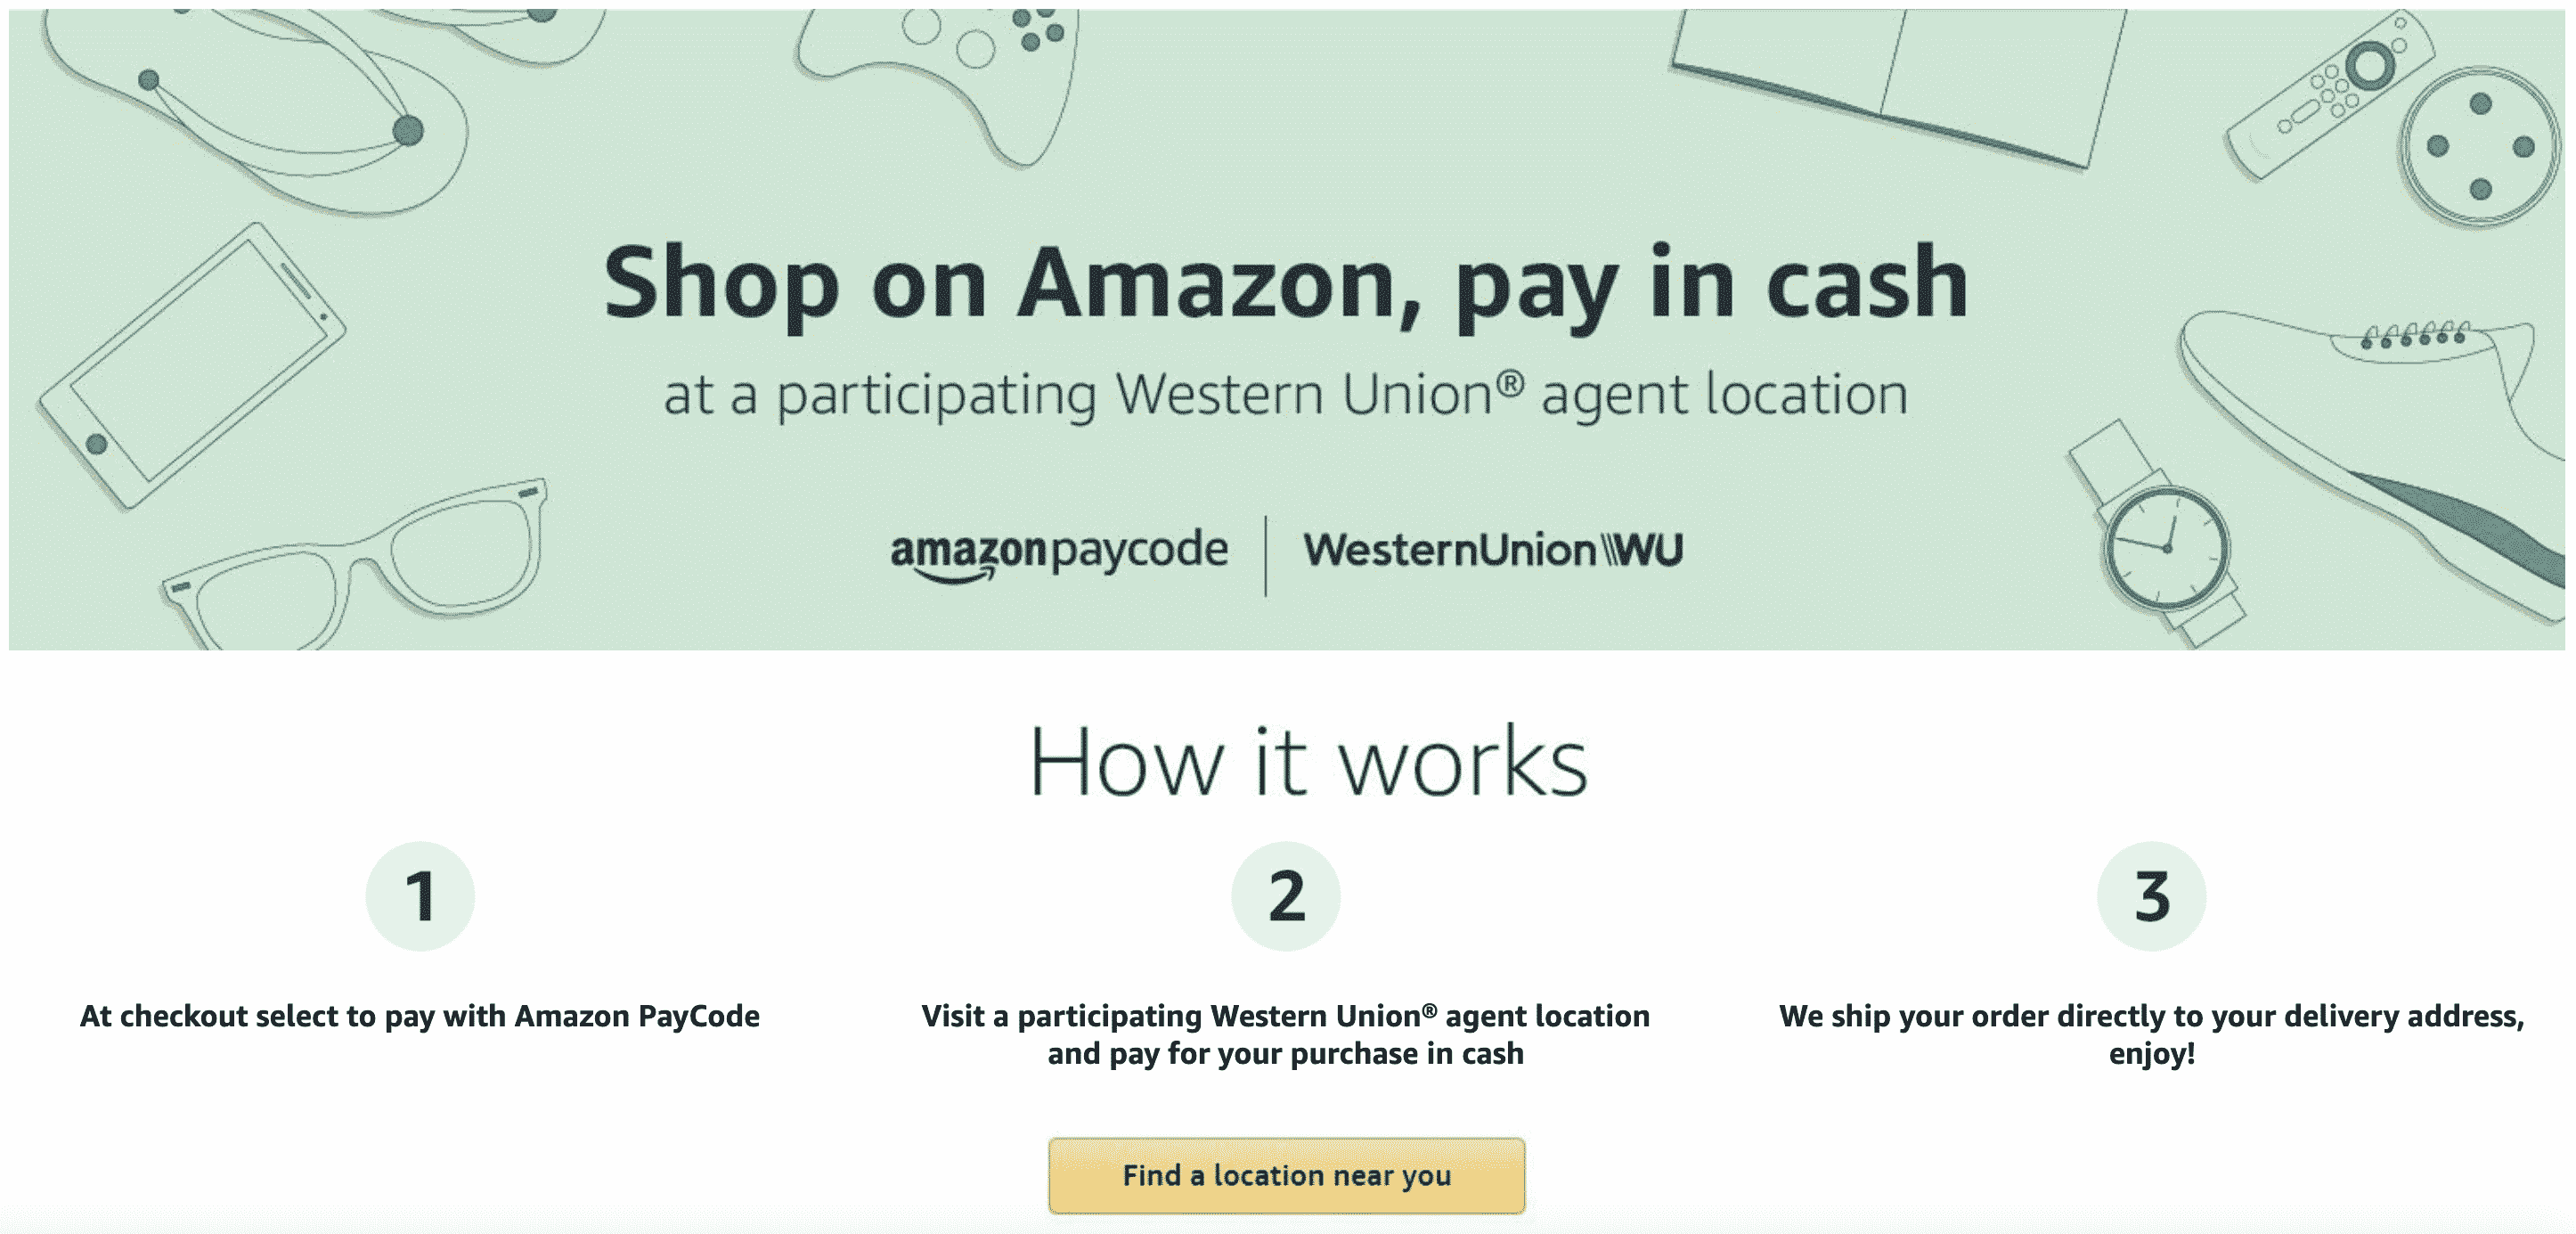 Shop on Amazon, pay in cash
at a participating Western Union® agent location
amazonpaycode
WesternUnion\\WU
How it works
1
At checkout select to pay with Amazon PayCode
2
Visit a participating Western Union® agent location
and pay for your purchase in cash
3
We ship your order directly to your delivery address,
enjoy!
Find a location near you